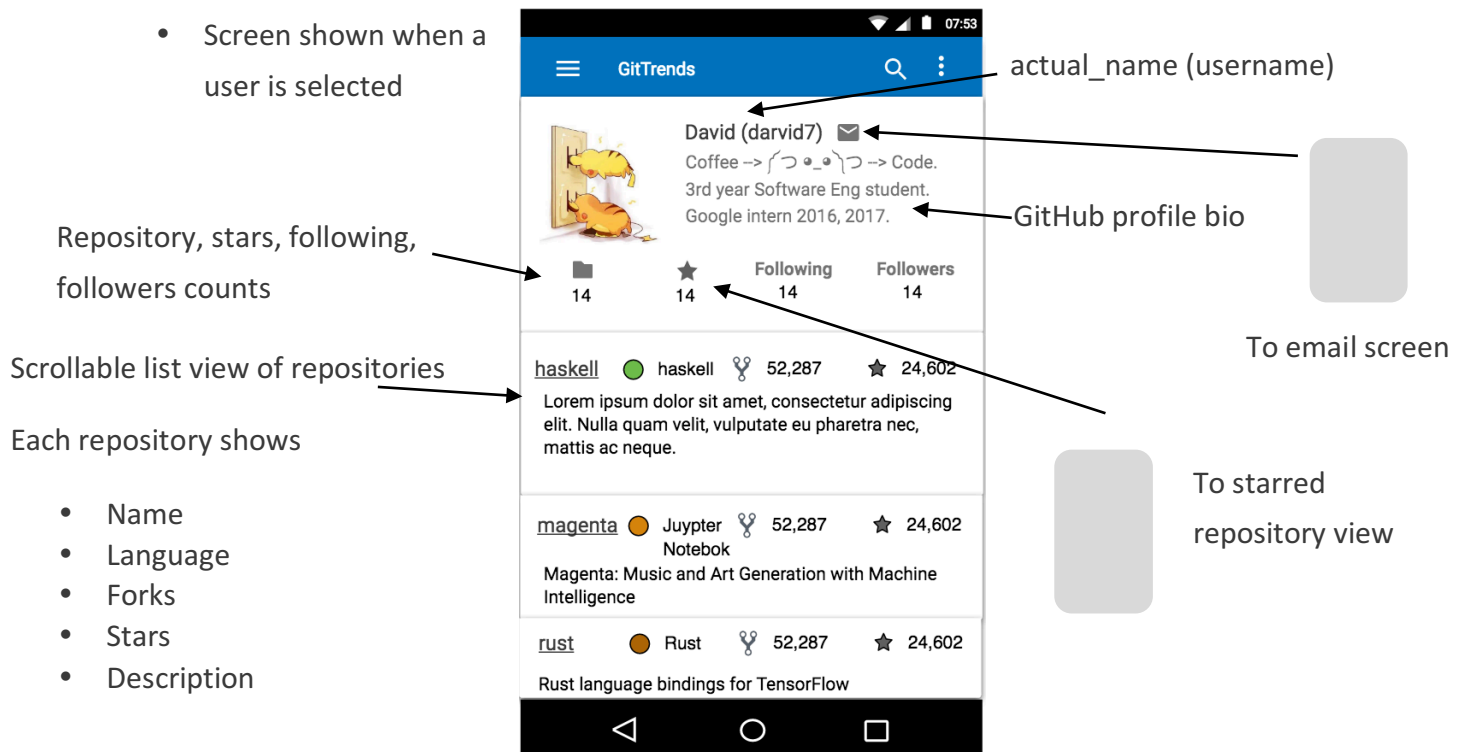 • Screen shown when a
user is selected
Repository, stars, following,
followers counts
Scrollable list view of repositories
Each repository shows
• Name
• Language
• Forks
• Stars
• Description
07:53
GitTrends
David (darvid7)
Coffee --> ༼つ •_• ༽つ --> Code.
3rd year Software Eng student.
Google intern 2016, 2017.
Following Followers
14 14 14 14
haskell haskell 52,287 24,602
Lorem ipsum dolor sit amet, consectetur adipiscing
elit. Nulla quam velit, vulputate eu pharetra nec,
mattis ac neque.
magenta Juypter 52,287 24,602
Notebok
Magenta: Music and Art Generation with Machine
Intelligence
rust Rust 52,287 24,602
Rust language bindings for TensorFlow
actual_name (username)
GitHub profile bio
To email screen
To starred
repository view